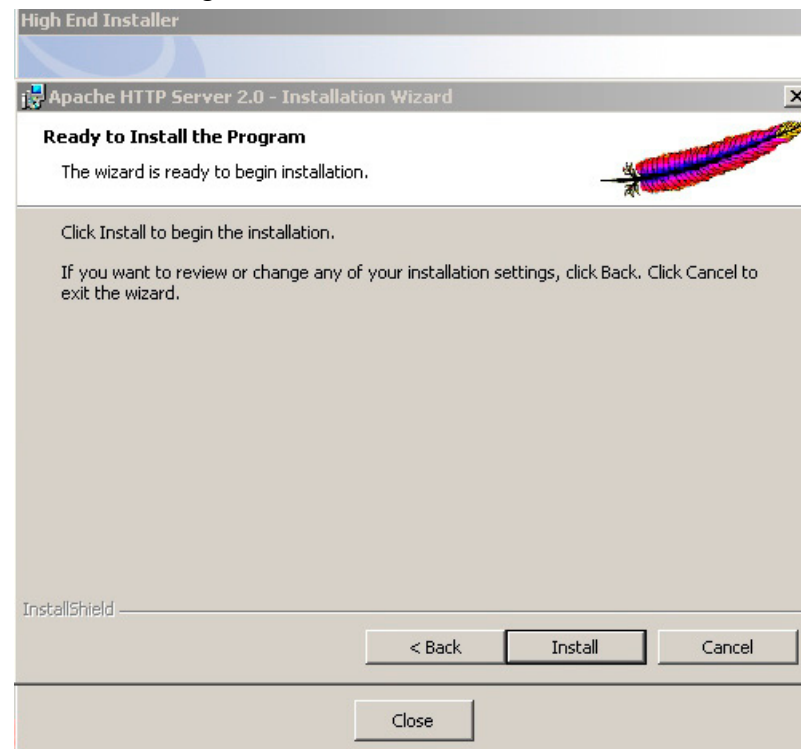 High End Installer
Apache HTTP Server 2.0 - Installation Wizard
Ready to Install the Program
The wizard is ready to begin installation.
Click Install to begin the installation.
If you want to review or change any of your installation settings, click Back. Click Cancel to
exit the wizard.
InstallShield
< Back Install Cancel
Close